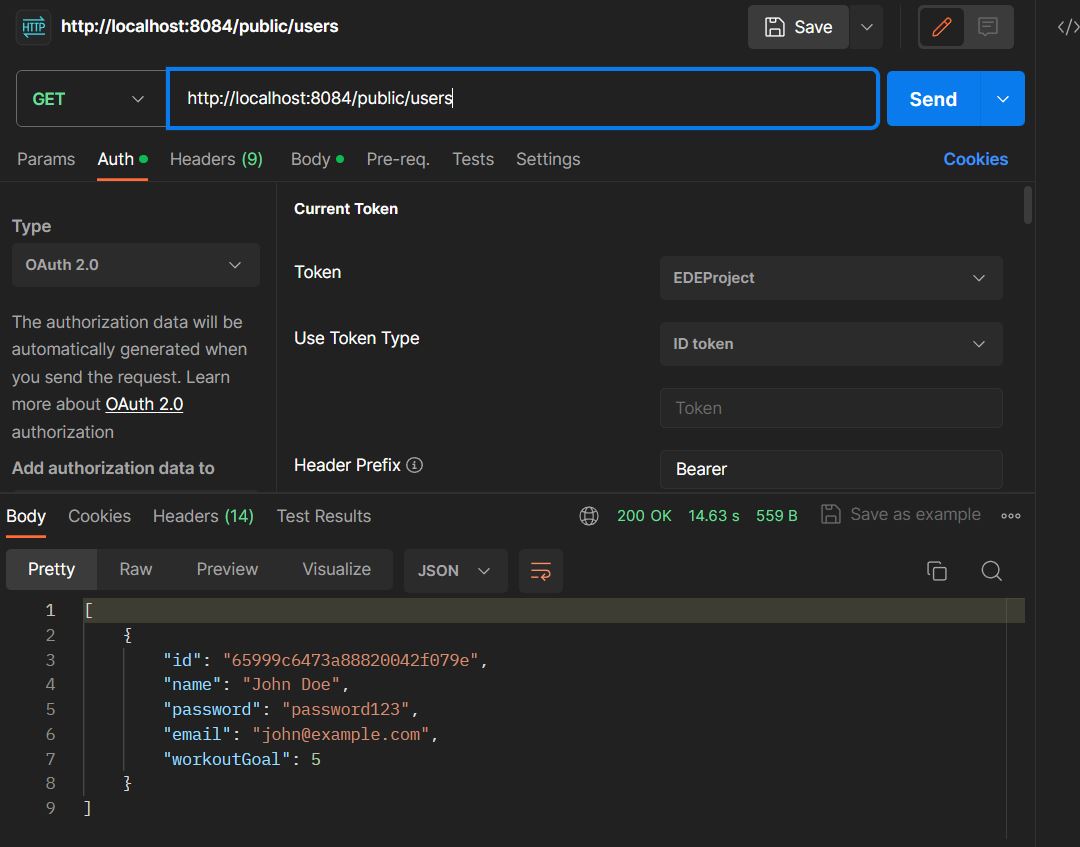 HTTP http://localhost:8084/public/users Save
GET http://localhost:8084/public/users Send
Params Auth Headers (9) Body Pre-req. Tests Settings Cookies
Type
OAuth 2.0
The authorization data will be
automatically generated when
you send the request. Learn
more about OAuth 2.0
authorization
Add authorization data to
Current Token
Token EDEProject
Use Token Type ID token
Token
Header Prefix Bearer
Body Cookies Headers (14) Test Results 200 OK 14.63 s 559 B Save as example
Pretty Raw Preview Visualize JSON
1 [
2 {
3 "id": "65999c6473a88820042f079e",
4 "name": "John Doe",
5 "password": "password123",
6 "email": "john@example.com",
7 "workoutGoal": 5
8 }
9 ]